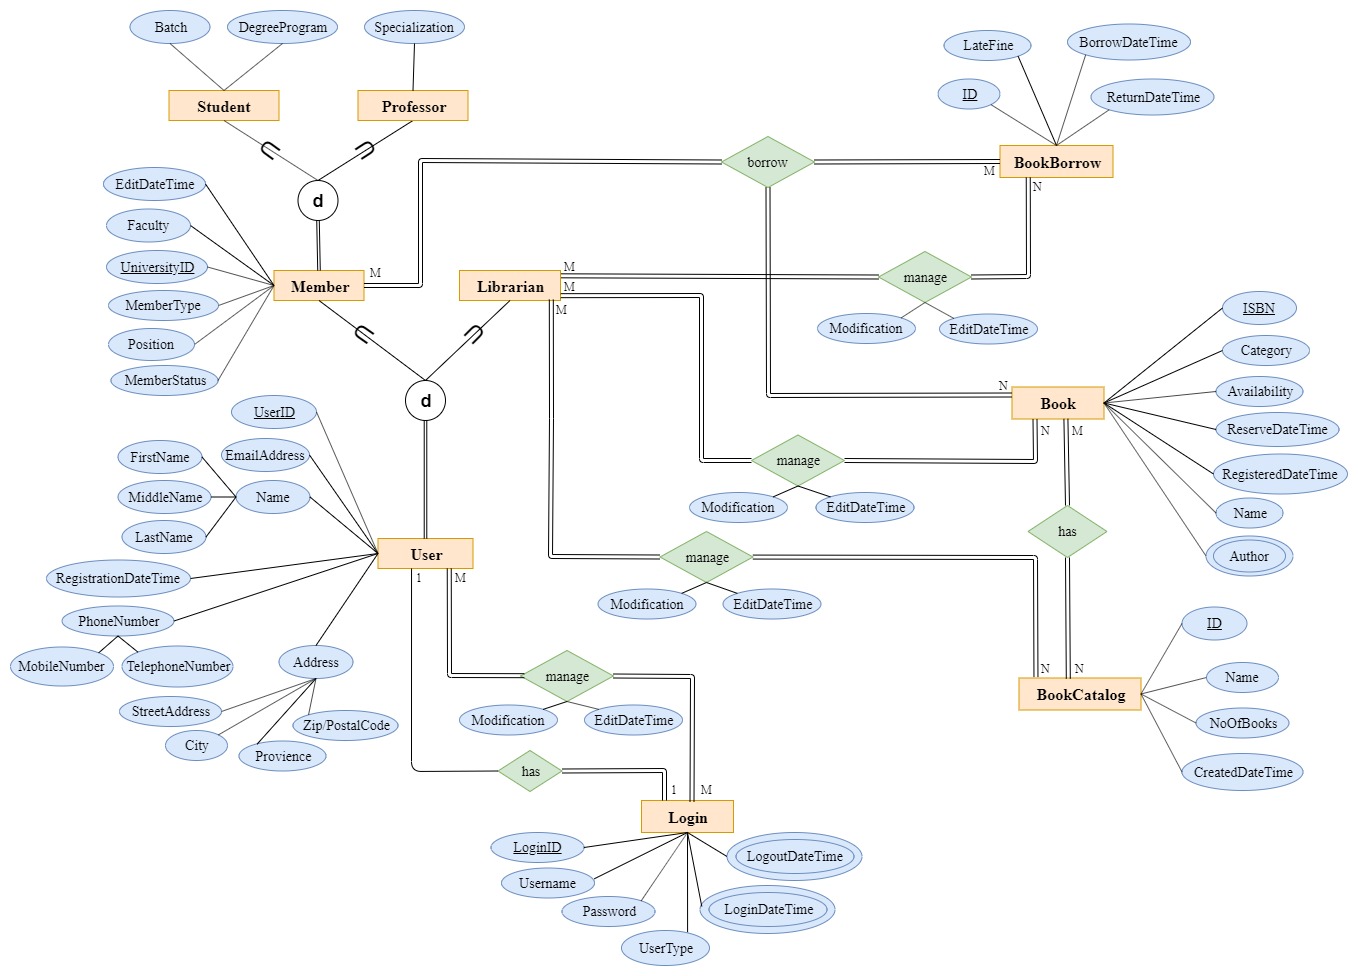 Batch
DegreeProgram
Specialization
LateFine
BorrowDateTime
ID
ReturnDateTime
Student
Professor
borrow
BookBorrow
M
N
d
EditDateTime
Faculty
UniversityID
MemberType
Position
MemberStatus
Member
M
Librarian
M
M
M
manage
Modification
EditDateTime
ISBN
Category
Availability
ReserveDateTime
RegisteredDateTime
Name
Author
N
Book
N
M
d
UserID
EmailAddress
FirstName
MiddleName
LastName
Name
manage
Modification
EditDateTime
has
User
1
M
manage
Modification
EditDateTime
RegistrationDateTime
PhoneNumber
MobileNumber
TelephoneNumber
Address
StreetAddress
City
Provience
Zip/PostalCode
ID
Name
NoOfBooks
CreatedDateTime
N
N
BookCatalog
manage
Modification
EditDateTime
has
1
M
Login
LoginID
Username
Password
UserType
LoginDateTime
LogoutDateTime